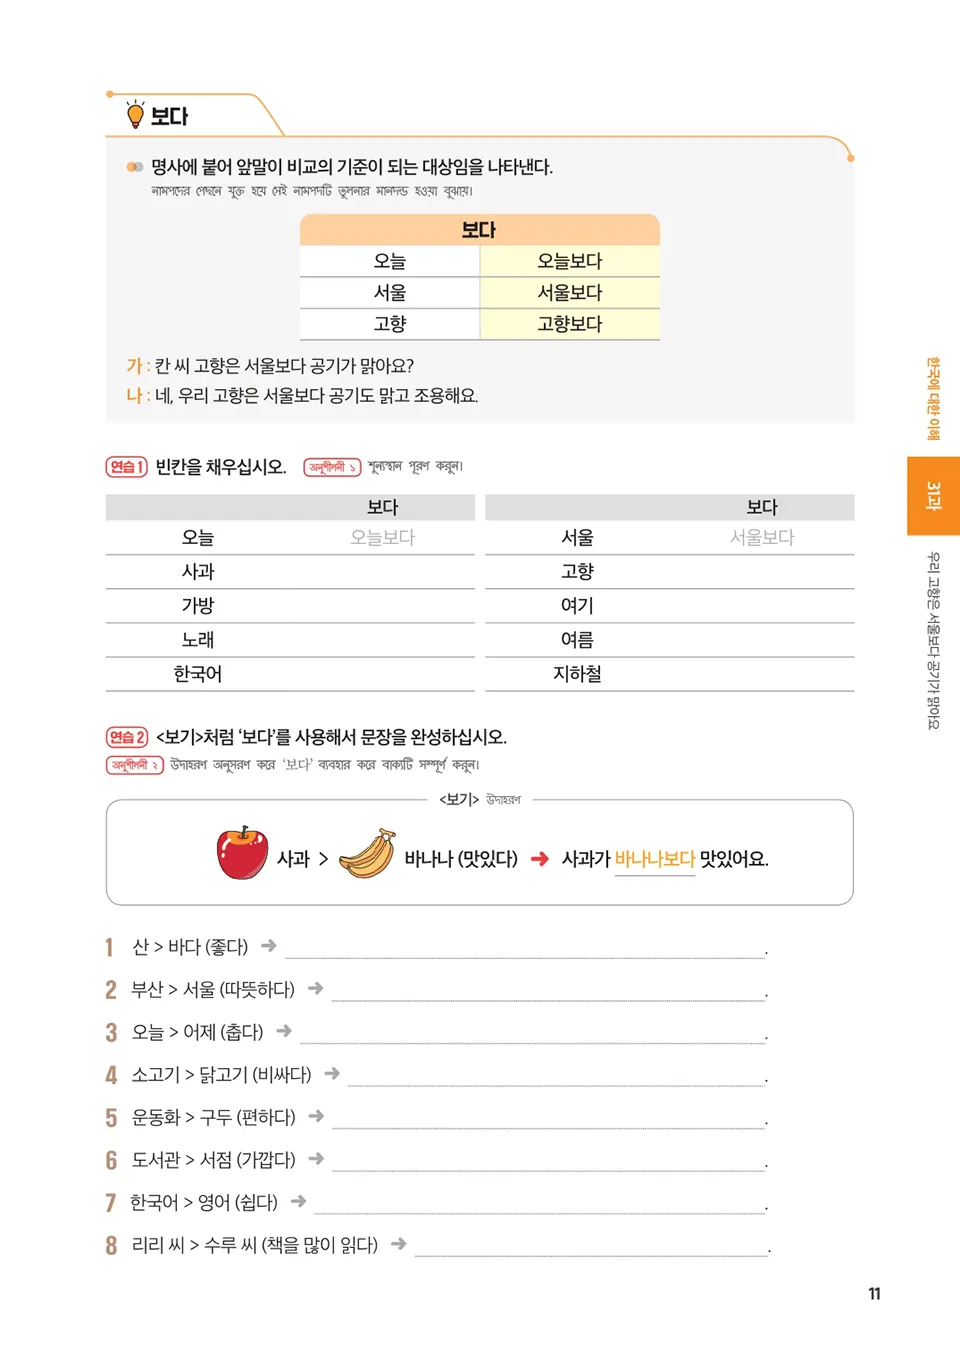 보다
명사에 붙어 앞말이 비교의 기준이 되는 대상임을 나타낸다.
নামপদের পেছনে যুক্ত হয়ে সেই নামপদটি তুলনার মানদন্ড হওয়া বুঝায়।
보다
오늘 오늘보다
서울 서울보다
고향 고향보다
가 : 칸 씨 고향은 서울보다 공기가 맑아요?
나 : 네, 우리 고향은 서울보다 공기도 맑고 조용해요.
연습 1 빈칸을 채우십시오. অনুশীলনী ১ শূন্যস্থান পূরণ করুন।
보다 보다
오늘 오늘보다 서울 서울보다
사과 고향
가방 여기
노래 여름
한국어 지하철
연습 2 <보기>처럼 ‘보다’를 사용해서 문장을 완성하십시오.
অনুশীলনী ২ উদাহরণ অনুসরণ করে ‘보다’ ব্যবহার করে বাক্যটি সম্পূর্ণ করুন।
<보기> উদাহরণ
사과 > 바나나 (맛있다) ➜ 사과가 바나나보다 맛있어요.
1 산 > 바다 (좋다) ➜ .
2 부산 > 서울 (따뜻하다) ➜ .
3 오늘 > 어제 (춥다) ➜ .
4 소고기 > 닭고기 (비싸다) ➜ .
5 운동화 > 구두 (편하다) ➜ .
6 도서관 > 서점 (가깝다) ➜ .
7 한국어 > 영어 (쉽다) ➜ .
8 리리 씨 > 수루 씨 (책을 많이 읽다) ➜ .
한국에 대한 이해
31과
우리 고향은 서울보다 공기가 맑아요
11